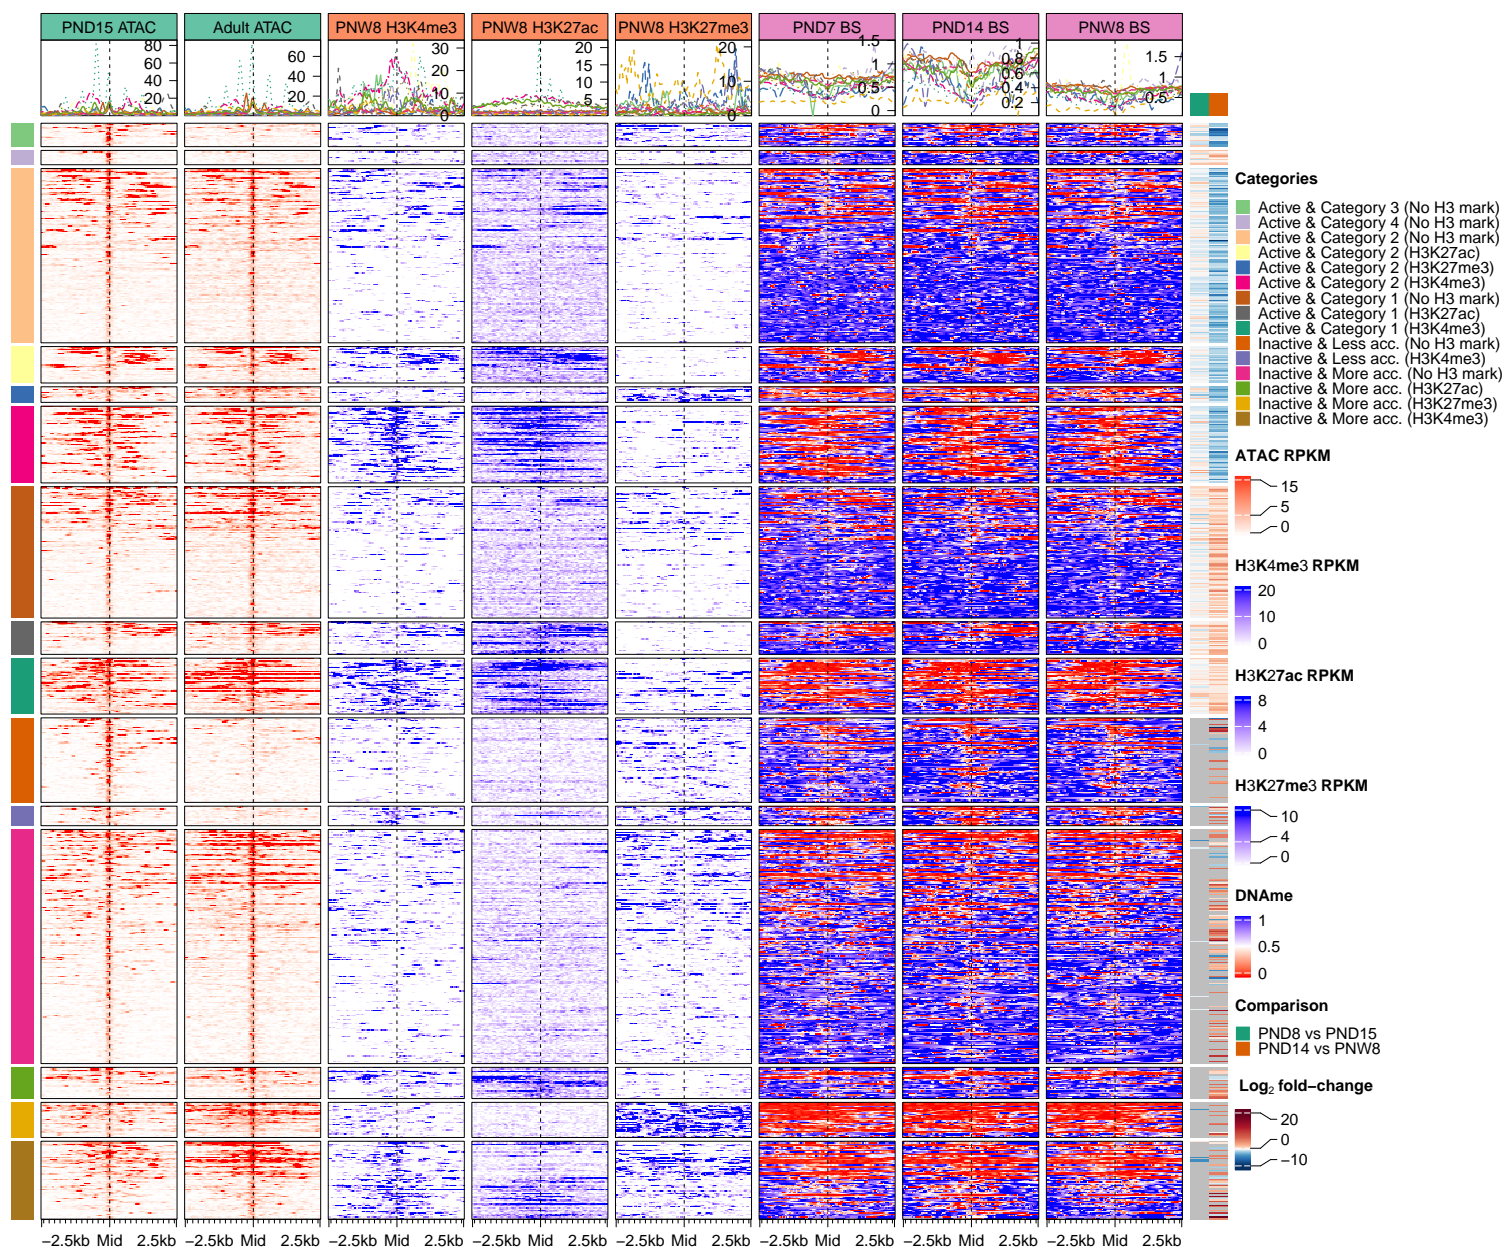 PND15 ATAC
Adult ATAC
PNW8 H3K4me3
PNW8 H3K27ac
PNW8 H3K27me3
PND7 BS
PND14 BS
PNW8 BS
80
60
40
20
60
40
20
30
20
10
0
20
15
10
5
20
10
0
1.5
1
0.5
0
1
0.8
0.6
0.4
0.2
1.5
1
0.5
Categories
Active & Category 3 (No H3 mark)
Active & Category 4 (No H3 mark)
Active & Category 2 (No H3 mark)
Active & Category 2 (H3K27ac)
Active & Category 2 (H3K27me3)
Active & Category 2 (H3K4me3)
Active & Category 1 (No H3 mark)
Active & Category 1 (H3K27ac)
Active & Category 1 (H3K4me3)
Inactive & Less acc. (No H3 mark)
Inactive & Less acc. (H3K4me3)
Inactive & More acc. (No H3 mark)
Inactive & More acc. (H3K27ac)
Inactive & More acc. (H3K27me3)
Inactive & More acc. (H3K4me3)
ATAC RPKM
15
5
0
H3K4me3 RPKM
20
10
0
H3K27ac RPKM
8
4
0
H3K27me3 RPKM
10
4
0
DNAme
1
0.5
0
Comparison
PND8 vs PND15
PND14 vs PNW8
Log₂ fold−change
20
0
−10
−2.5kb Mid 2.5kb
−2.5kb Mid 2.5kb
−2.5kb Mid 2.5kb
−2.5kb Mid 2.5kb
−2.5kb Mid 2.5kb
−2.5kb Mid 2.5kb
−2.5kb Mid 2.5kb
−2.5kb Mid 2.5kb